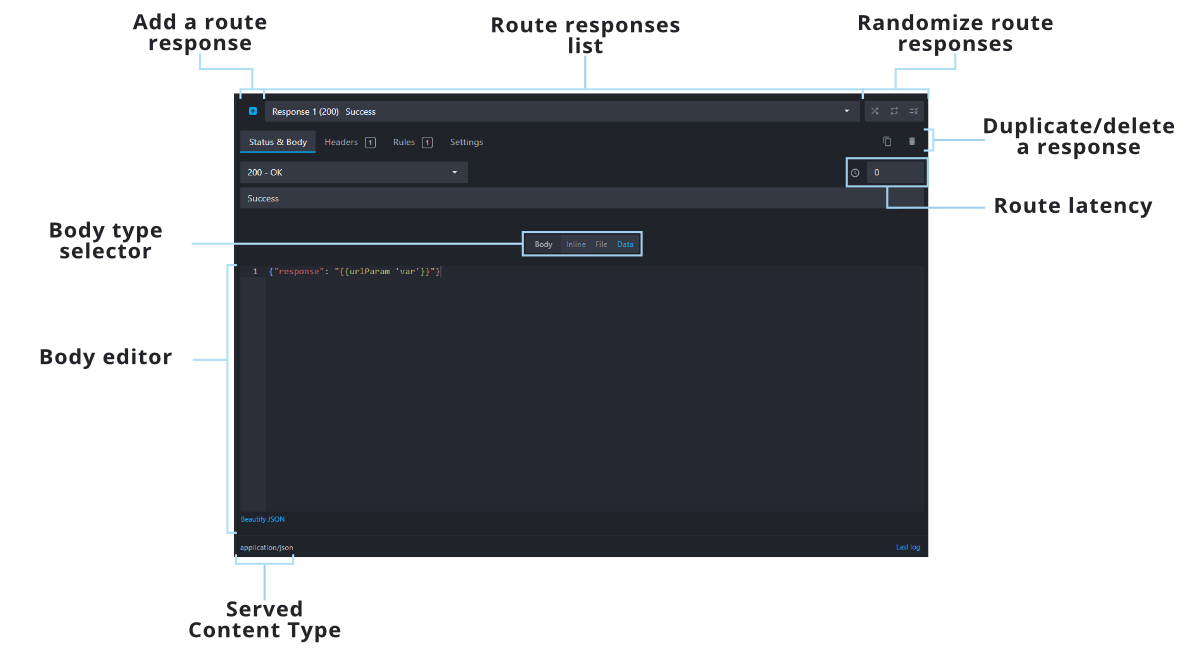 Add a route
response
Route responses
list
Randomize route
responses
Response 1 (200) Success
Status & Body Headers 1 Rules 1 Settings
Duplicate/delete
a response
200 - OK
0
Success
Route latency
Body type
selector
Body Inline File Data
1 {"response": "{{urlParam 'var'}}"}
Body editor
Beautify JSON
application/json
Last log
Served
Content Type